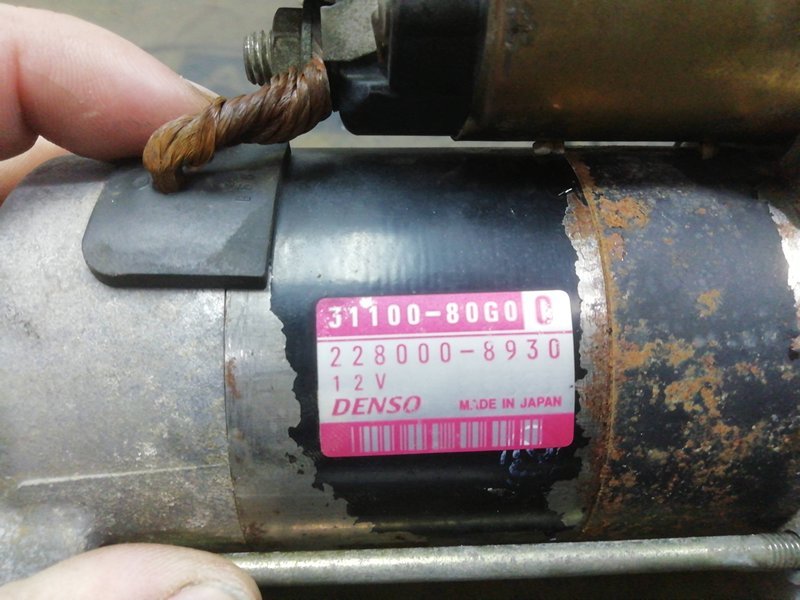 31100-80G0 C
228000-8930
12V
DENSO MADE IN JAPAN